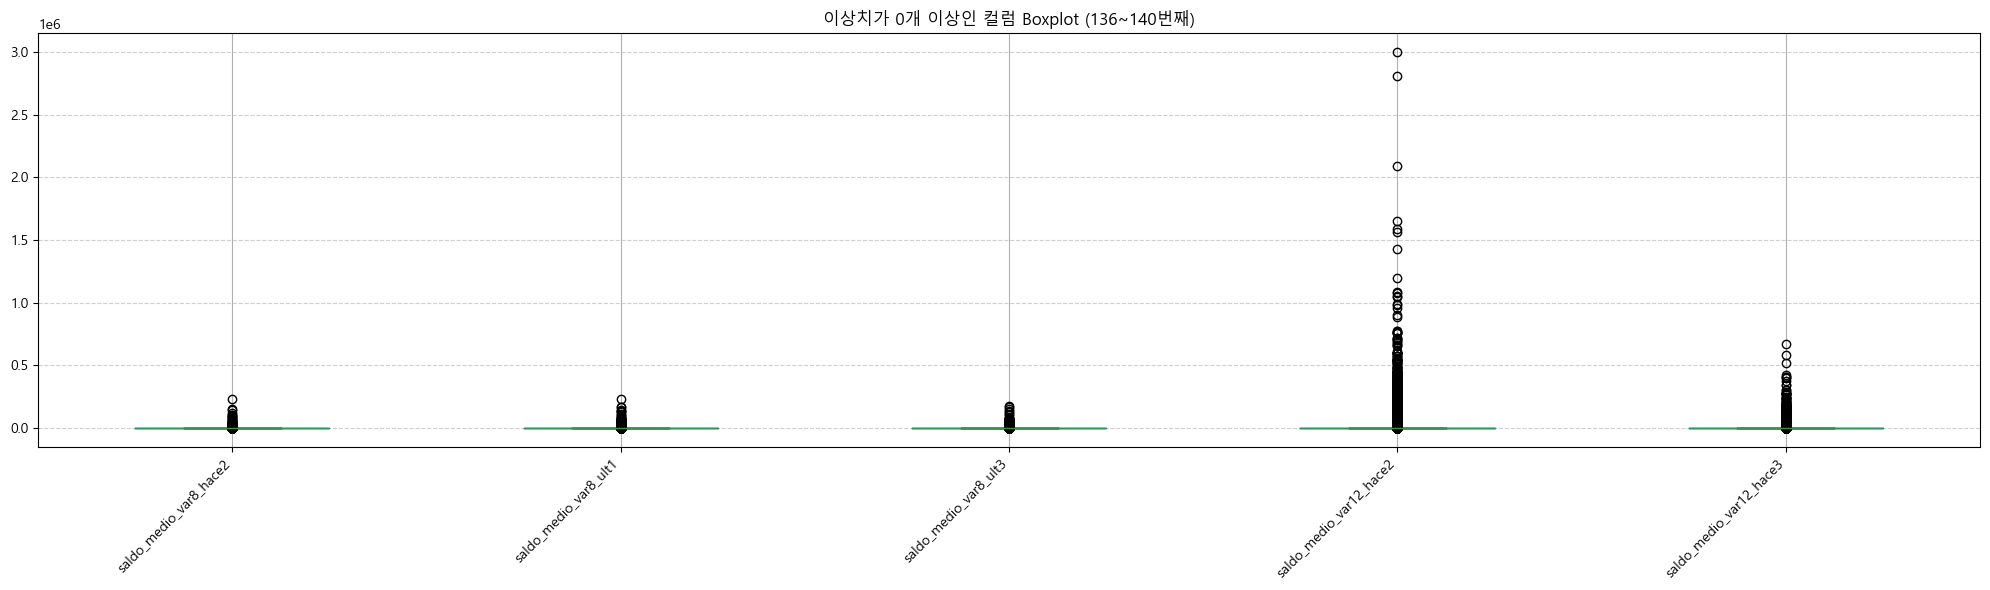 이상치가 0개 이상인 컬럼 Boxplot (136~140번째)
1e6
3.0
2.5
2.0
1.5
1.0
0.5
0.0
saldo_medio_var8_hace2
saldo_medio_var8_ult1
saldo_medio_var8_ult3
saldo_medio_var12_hace2
saldo_medio_var12_hace3